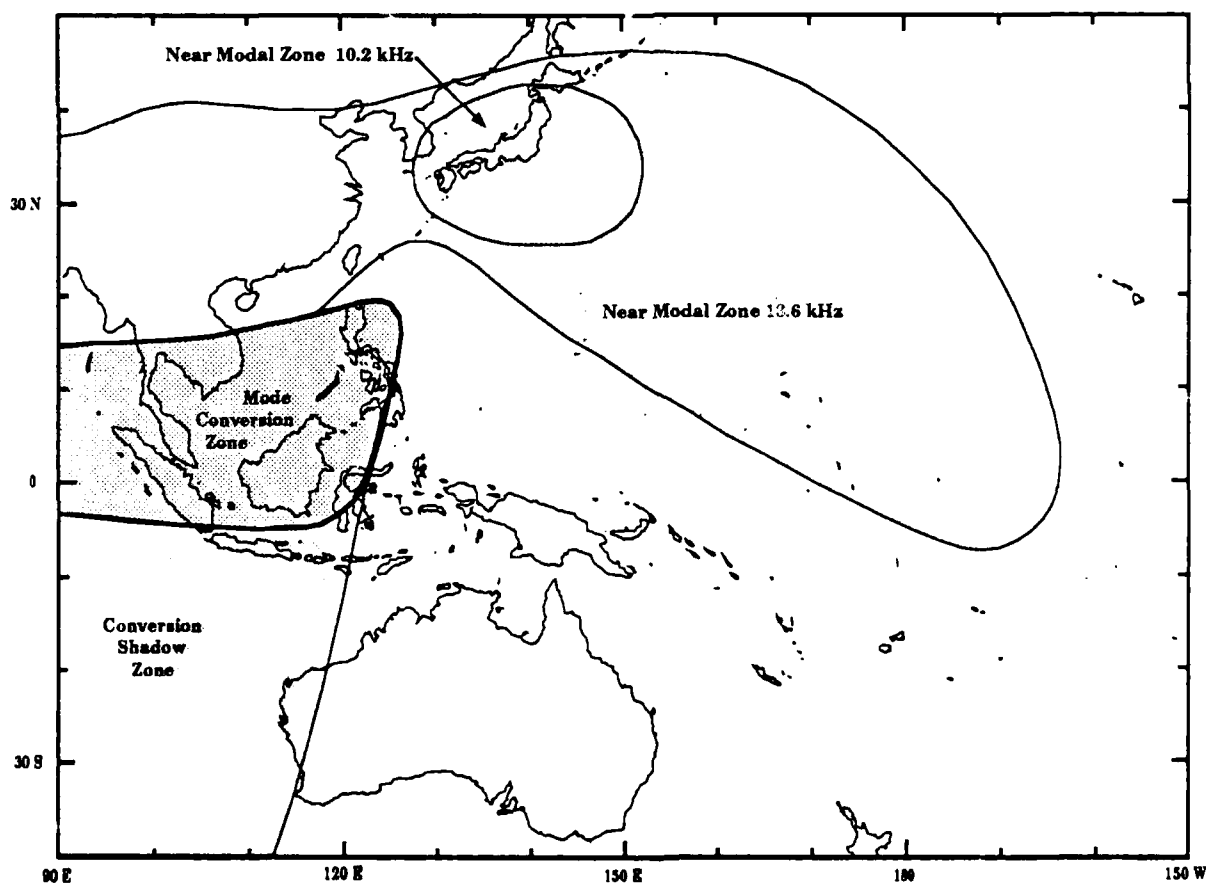 Near Modal Zone 10.2 kHz
30 N
Near Modal Zone 13.6 kHz
Mode
Conversion
Zone
0
Conversion
Shadow
Zone
30 S
90 E
120 E
150 E
180
150 W